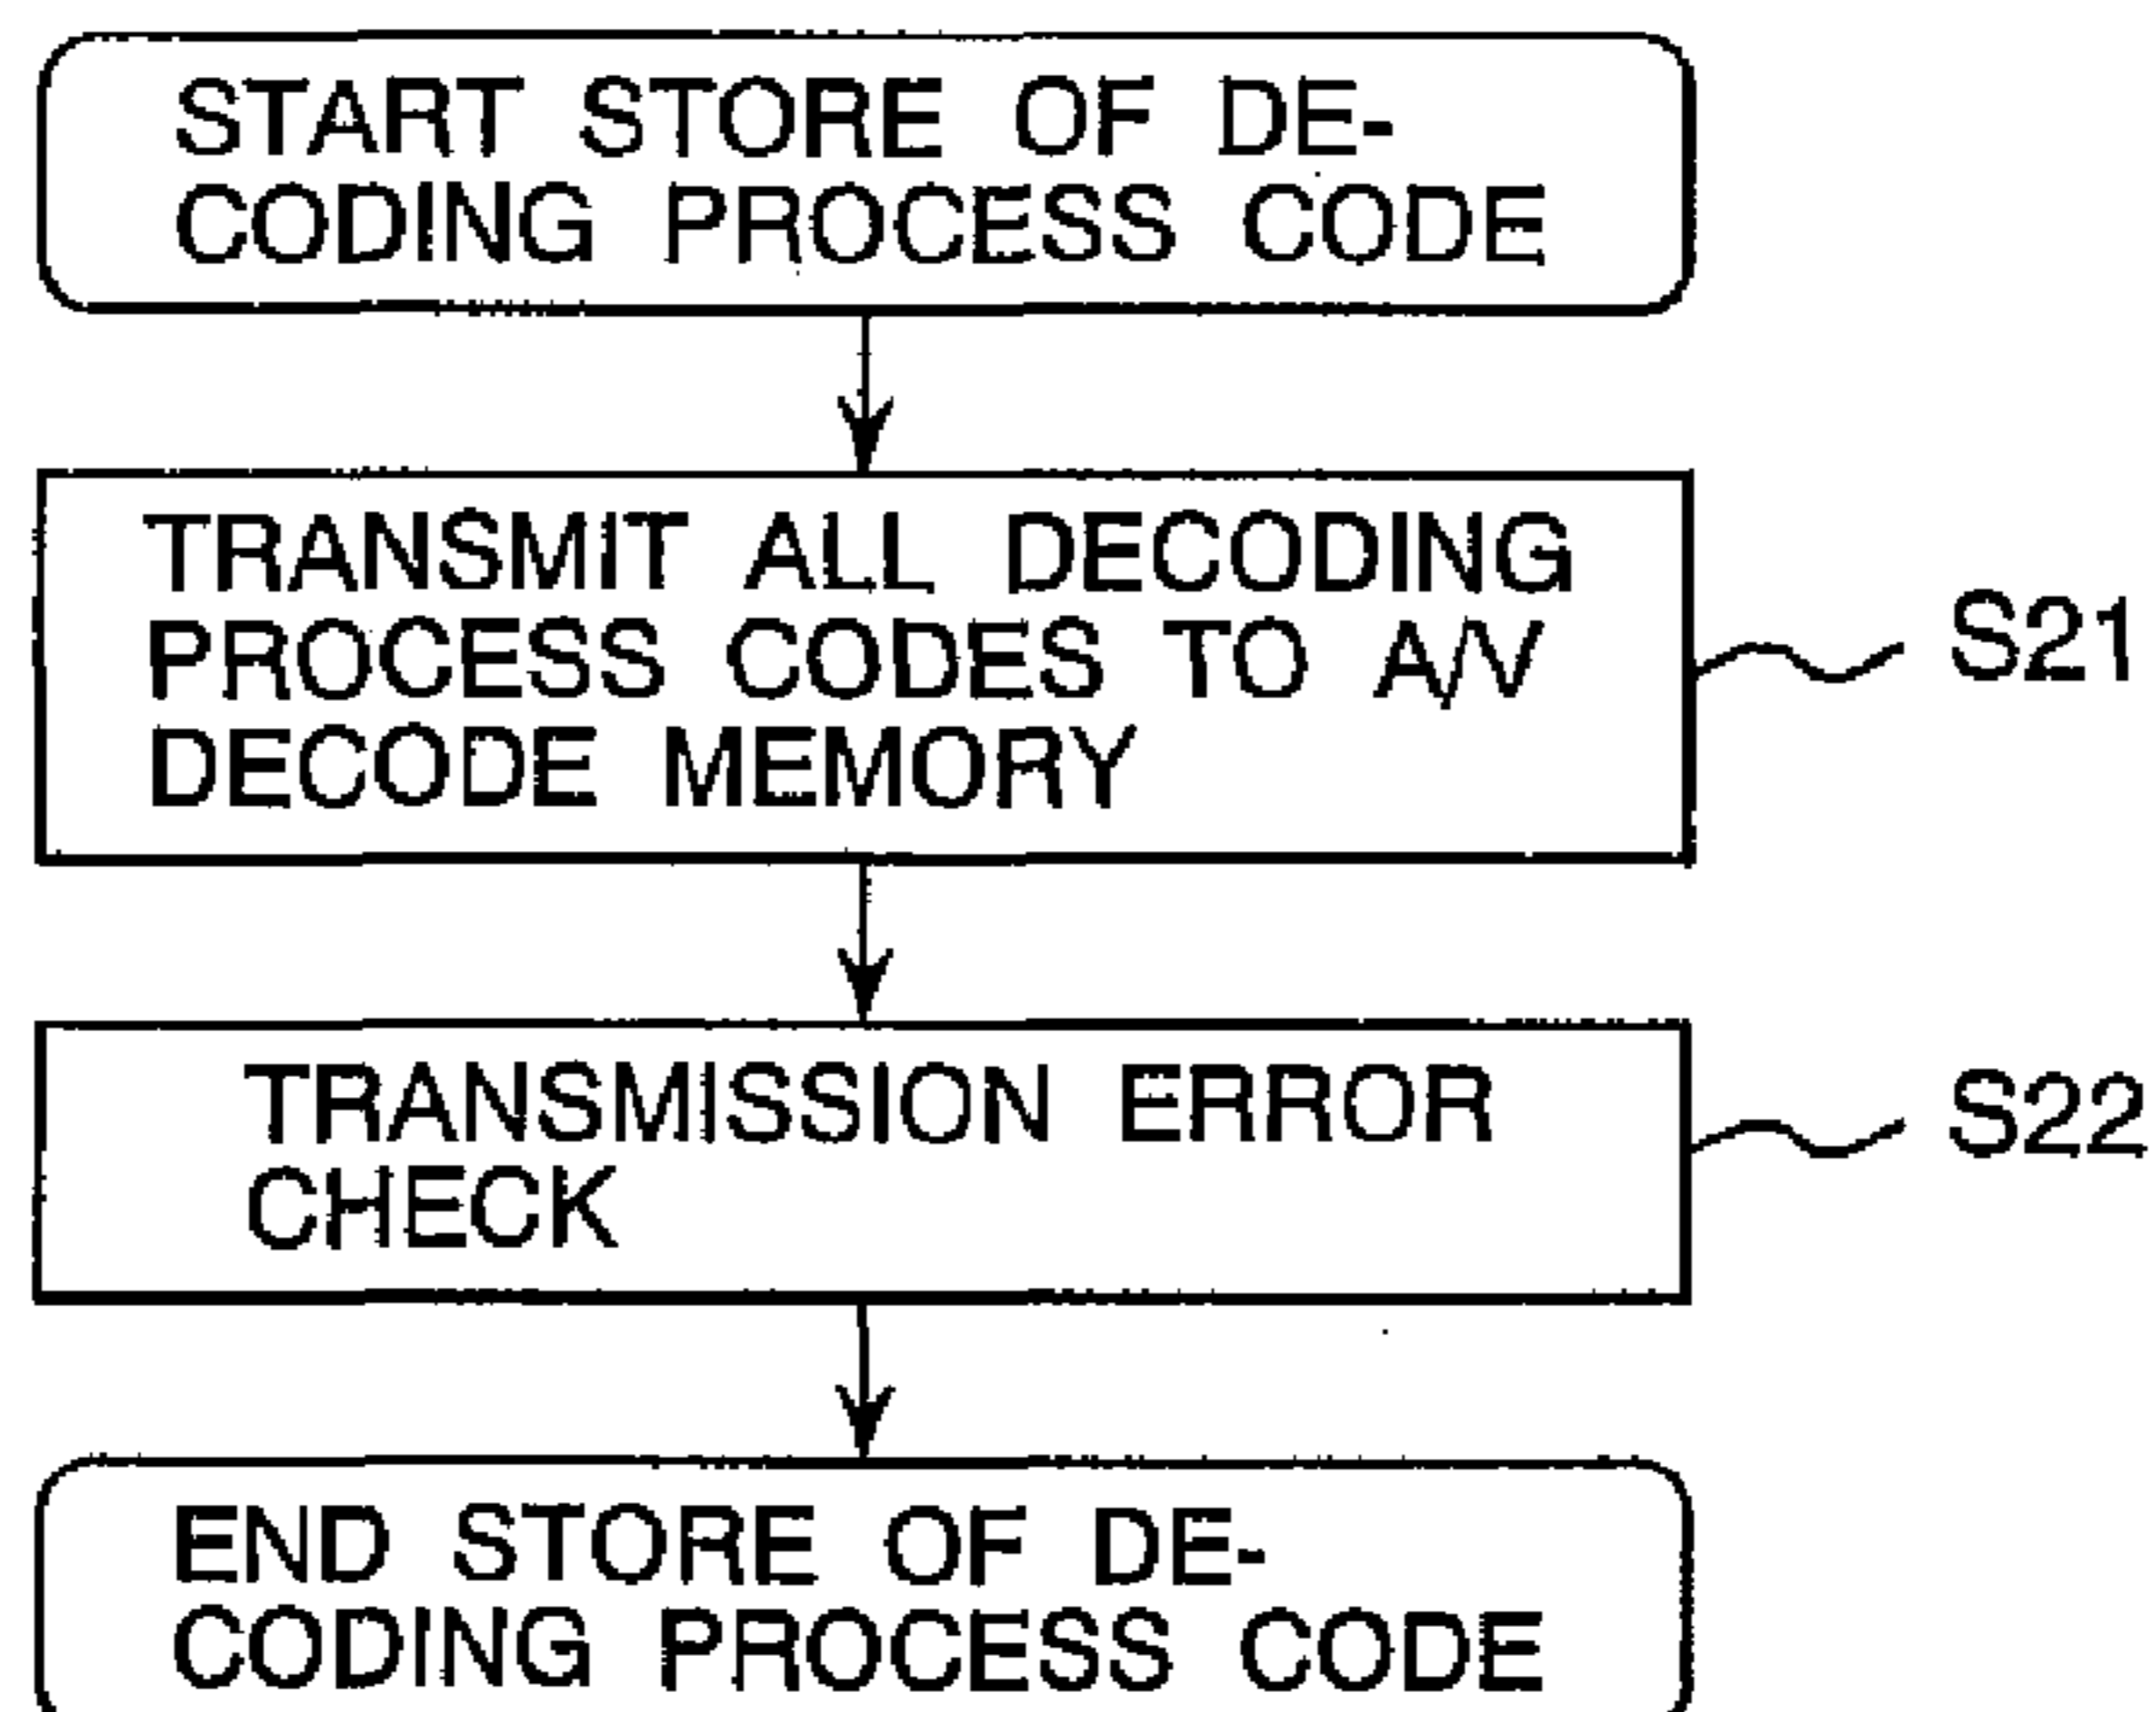 START STORE OF DE-
CODING PROCESS CODE
TRANSMIT ALL DECODING
PROCESS CODES TO A/V
DECODE MEMORY
S21
TRANSMISSION ERROR
CHECK
S22
END STORE OF DE-
CODING PROCESS CODE